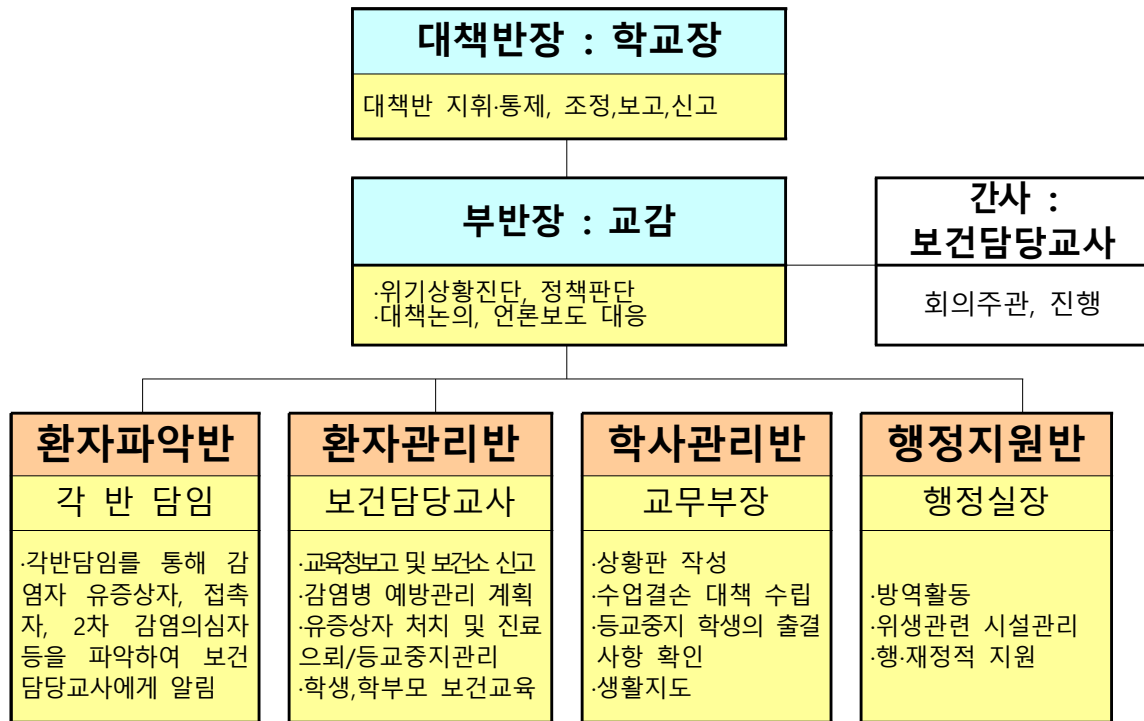 대책반장 : 학교장
대책반 지휘·통제, 조정,보고,신고
부반장 : 교감
·위기상황진단, 정책판단
·대책논의, 언론보도 대응
간사 :
보건담당교사
회의주관, 진행
환자파악반
각 반 담임
·각반담임를 통해 감
염자 유증상자, 접촉
자, 2차 감염의심자
등을 파악하여 보건
담당교사에게 알림
환자관리반
보건담당교사
·교육청보고 및 보건소 신고
·감염병 예방관리 계획
·유증상자 처치 및 진료
으뢰/등교중지관리
·학생,학부모 보건교육
학사관리반
교무부장
·상황판 작성
·수업결손 대책 수립
·등교중지 학생의 출결
사항 확인
·생활지도
행정지원반
행정실장
·방역활동
·위생관련 시설관리
·행·재정적 지원